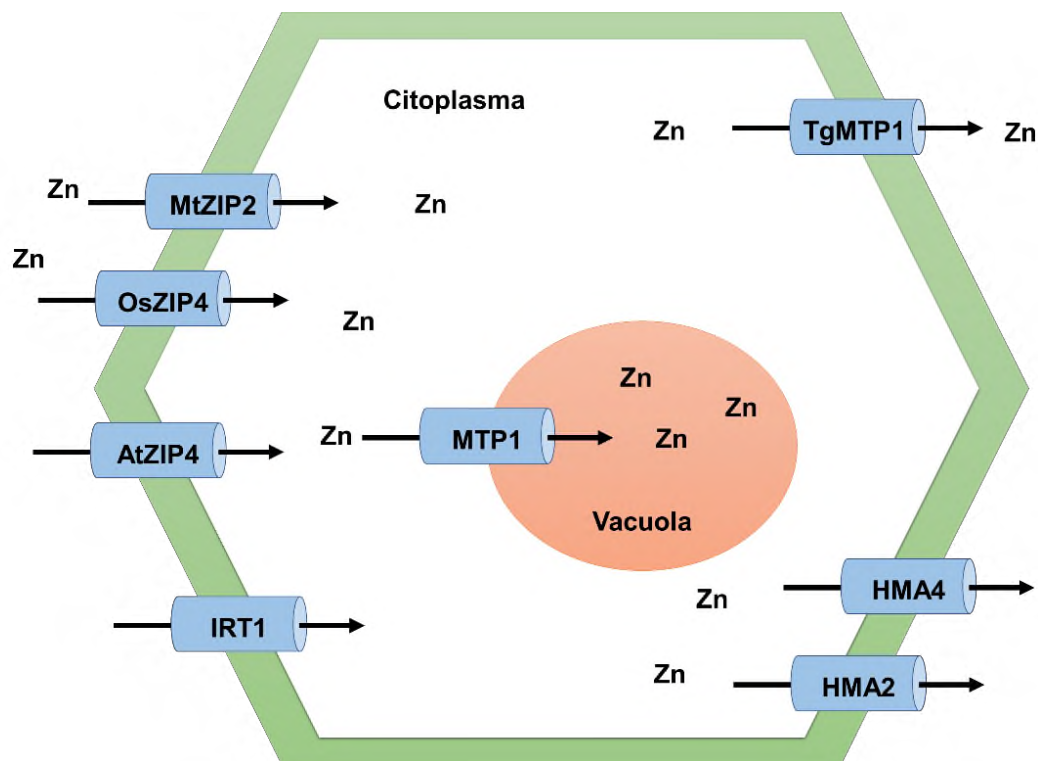 Citoplasma
Zn
TgMTP1
Zn
Zn
MtZIP2
Zn
Zn
OsZIP4
Zn
Zn
Zn
Zn
MTP1
Zn
AtZIP4
Vacuola
Zn
HMA4
IRT1
Zn
HMA2